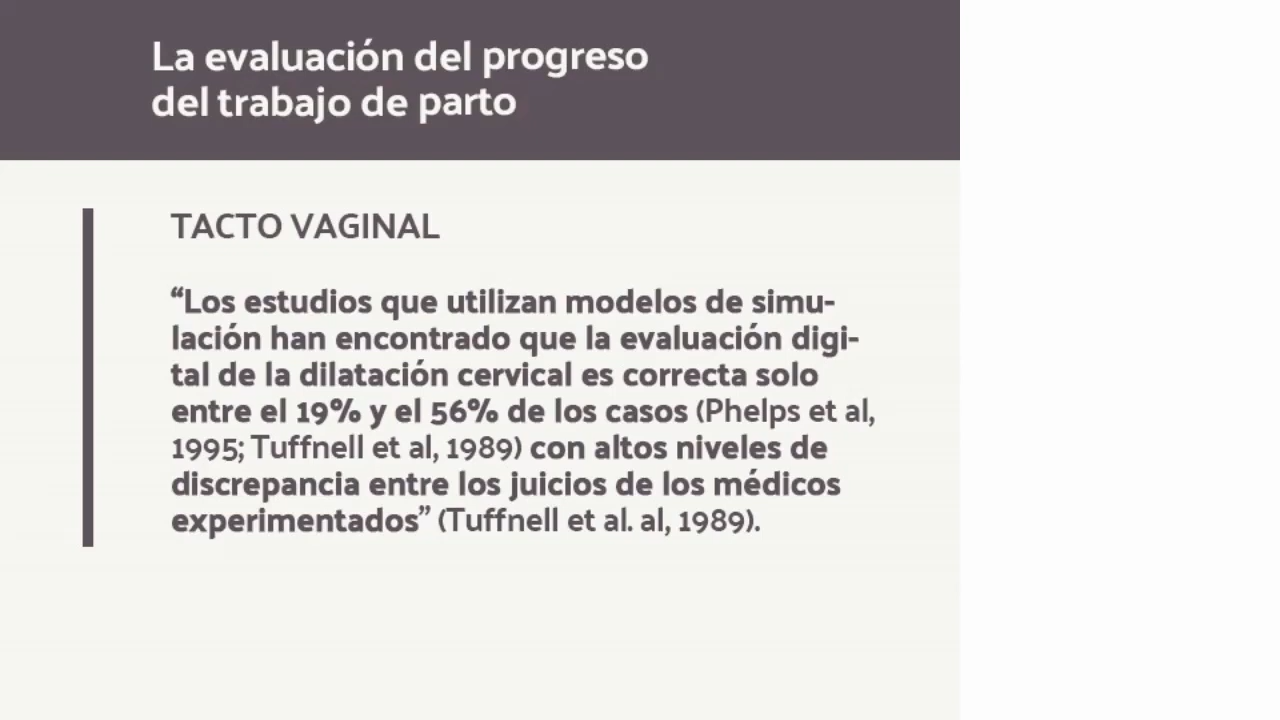 La evaluación del progreso
del trabajo de parto
TACTO VAGINAL
“Los estudios que utilizan modelos de simu-
lación han encontrado que la evaluación digi-
tal de la dilatación cervical es correcta solo
entre el 19% y el 56% de los casos (Phelps et al,
1995; Tuffnell et al, 1989) con altos niveles de
discrepancia entre los juicios de los médicos
experimentados” (Tuffnell et al. al, 1989).